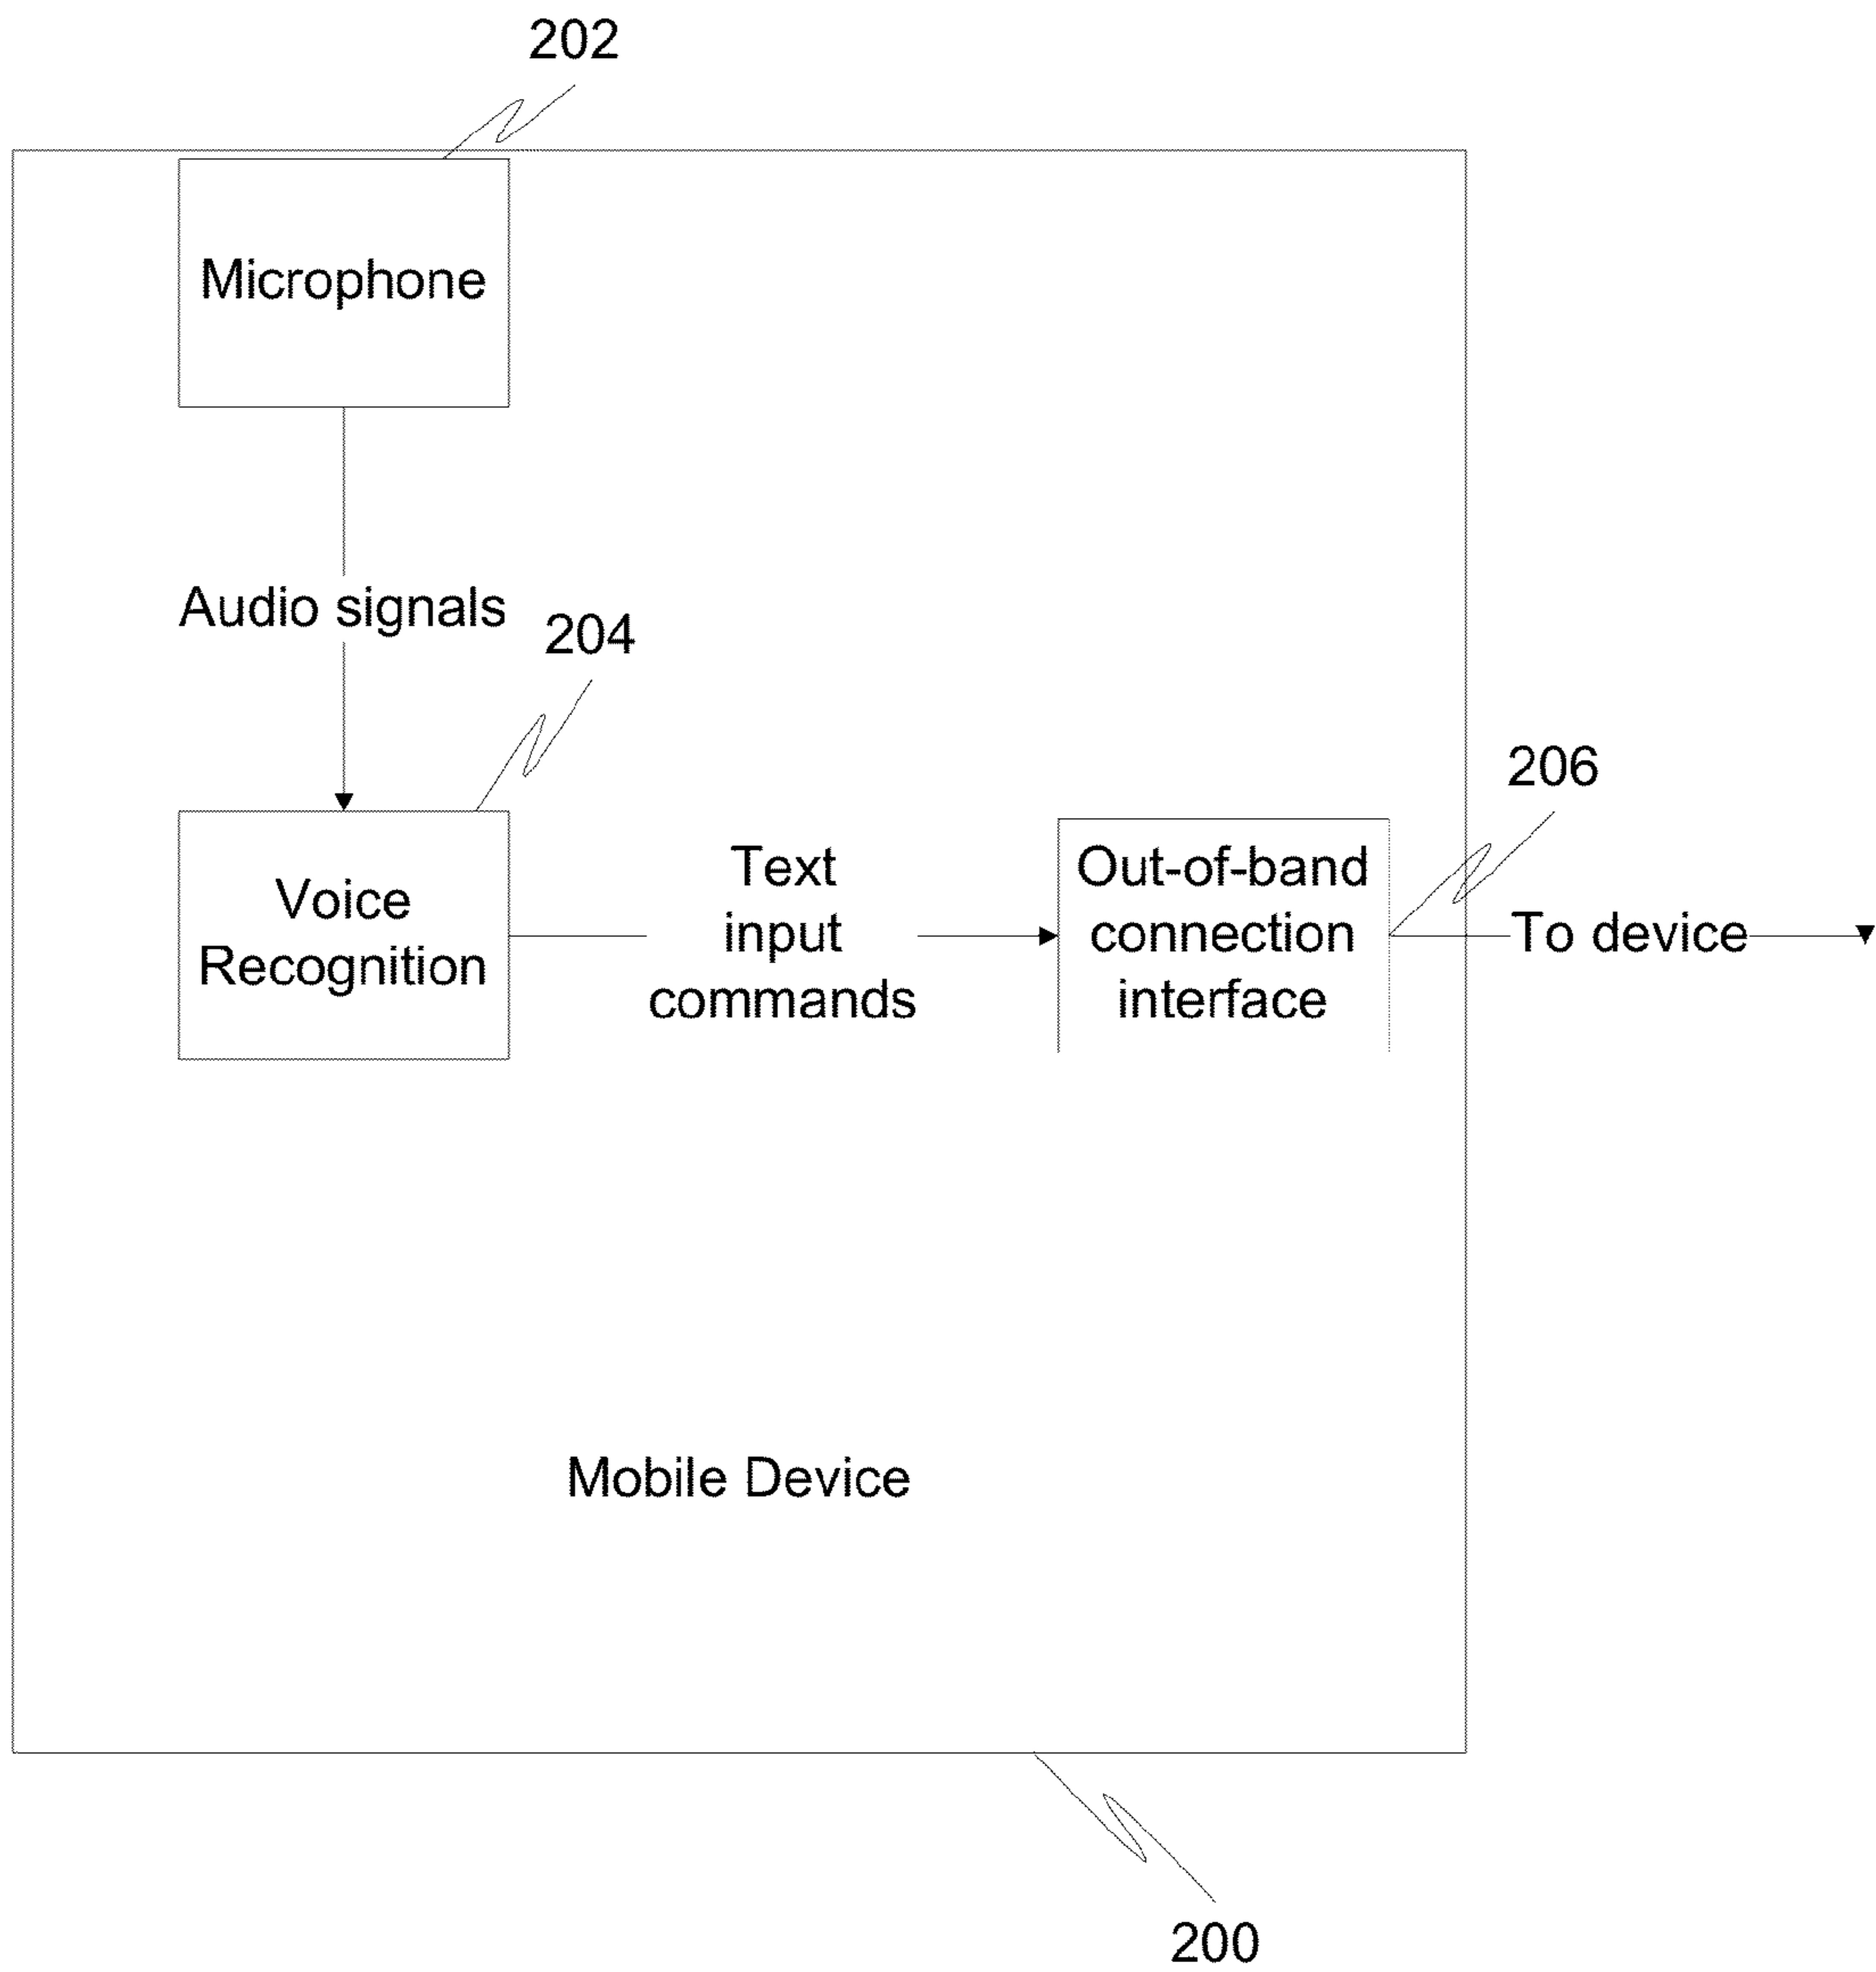 202
Microphone
Audio signals
204
Voice
Recognition
Text
input
commands
Out-of-band
connection
interface
206
To device
Mobile Device
200